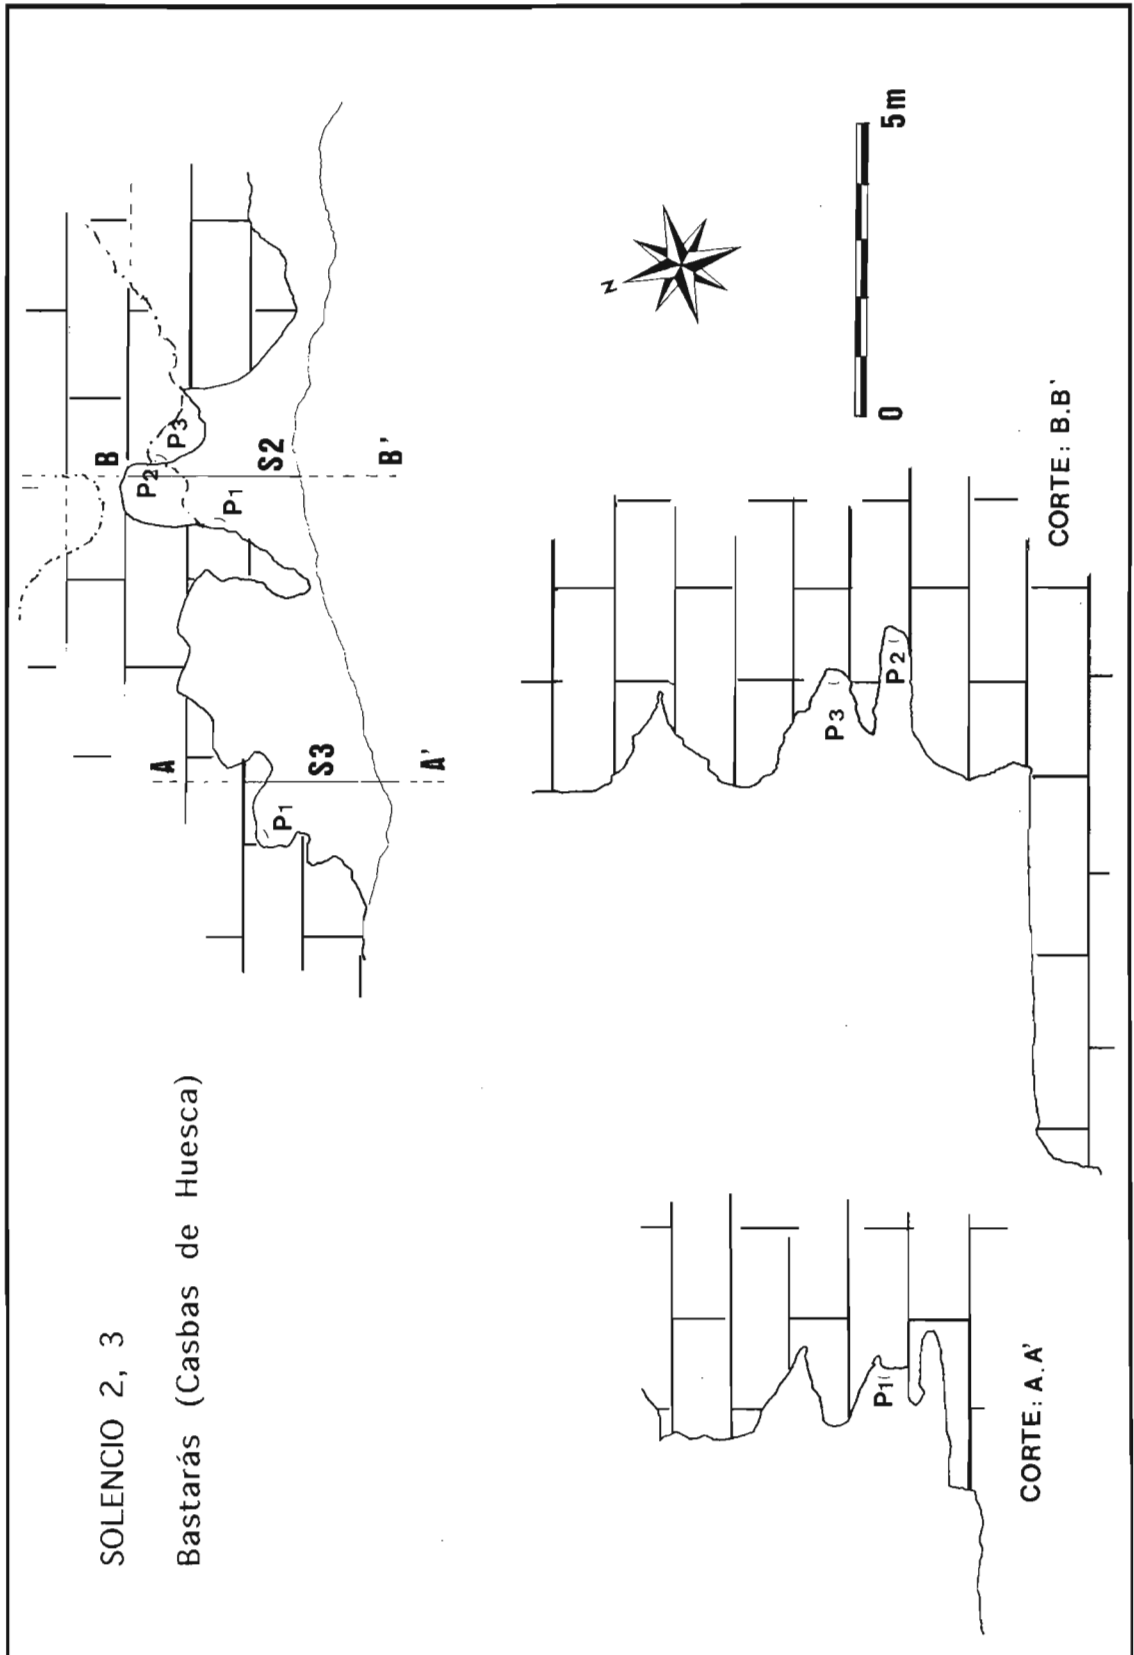 SOLENCIO 2, 3
Bastarás (Casbas de Huesca)
A
S3
A'
P1
B
S2
B'
P1
P2
P3
N
0
5m
P1
CORTE: A.A'
P3
P2
CORTE: B.B'